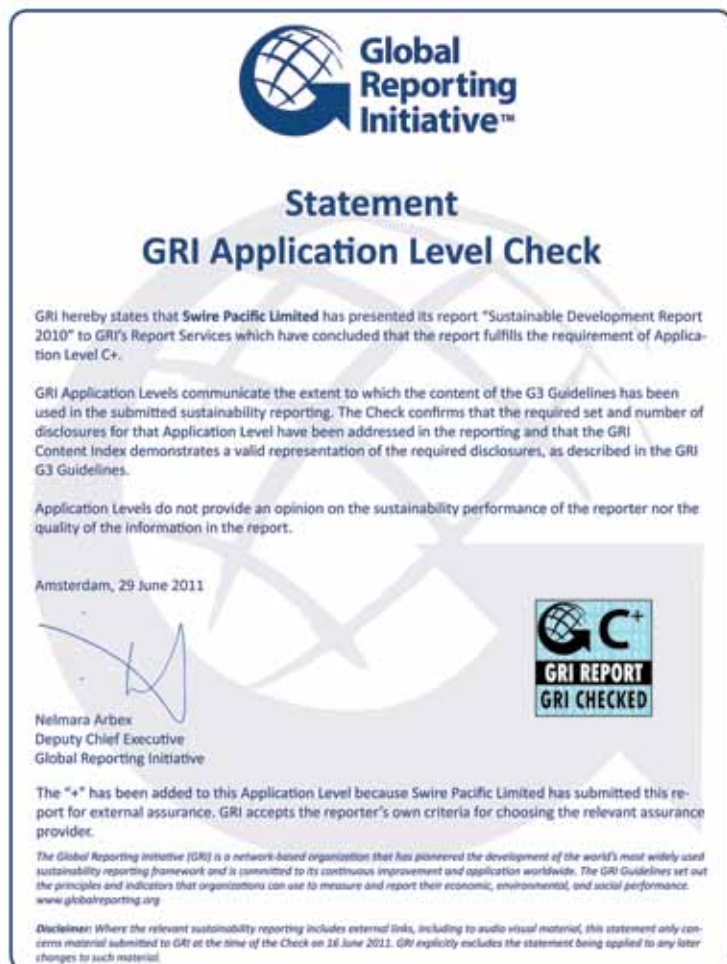 Global
Reporting
Initiative™
Statement
GRI Application Level Check
GRI hereby states that Swire Pacific Limited has presented its report “Sustainable Development Report
2010” to GRI’s Report Services which have concluded that the report fulfills the requirement of Applica-
tion Level C+.
GRI Application Levels communicate the extent to which the content of the G3 Guidelines has been
used in the submitted sustainability reporting. The Check confirms that the required set and number of
disclosures for that Application Level have been addressed in the reporting and that the GRI
Content Index demonstrates a valid representation of the required disclosures, as described in the GRI
G3 Guidelines.
Application Levels do not provide an opinion on the sustainability performance of the reporter nor the
quality of the information in the report.
Amsterdam, 29 June 2011
C+
GRI REPORT
GRI CHECKED
Nelmara Arbex
Deputy Chief Executive
Global Reporting Initiative
The “+” has been added to this Application Level because Swire Pacific Limited has submitted this re-
port for external assurance. GRI accepts the reporter’s own criteria for choosing the relevant assurance
provider.
The Global Reporting Initiative (GRI) is a network-based organization that has pioneered the development of the world’s most widely used
sustainability reporting framework and is committed to its continuous improvement and application worldwide. The GRI Guidelines set out
the principles and indicators that organizations can use to measure and report their economic, environmental, and social performance.
www.globalreporting.org
Disclaimer: Where the relevant sustainability reporting includes external links, including to audio visual material, this statement only con-
cerns material submitted to GRI at the time of the Check on 16 June 2011. GRI explicitly excludes the statement being applied to any later
changes to such material.